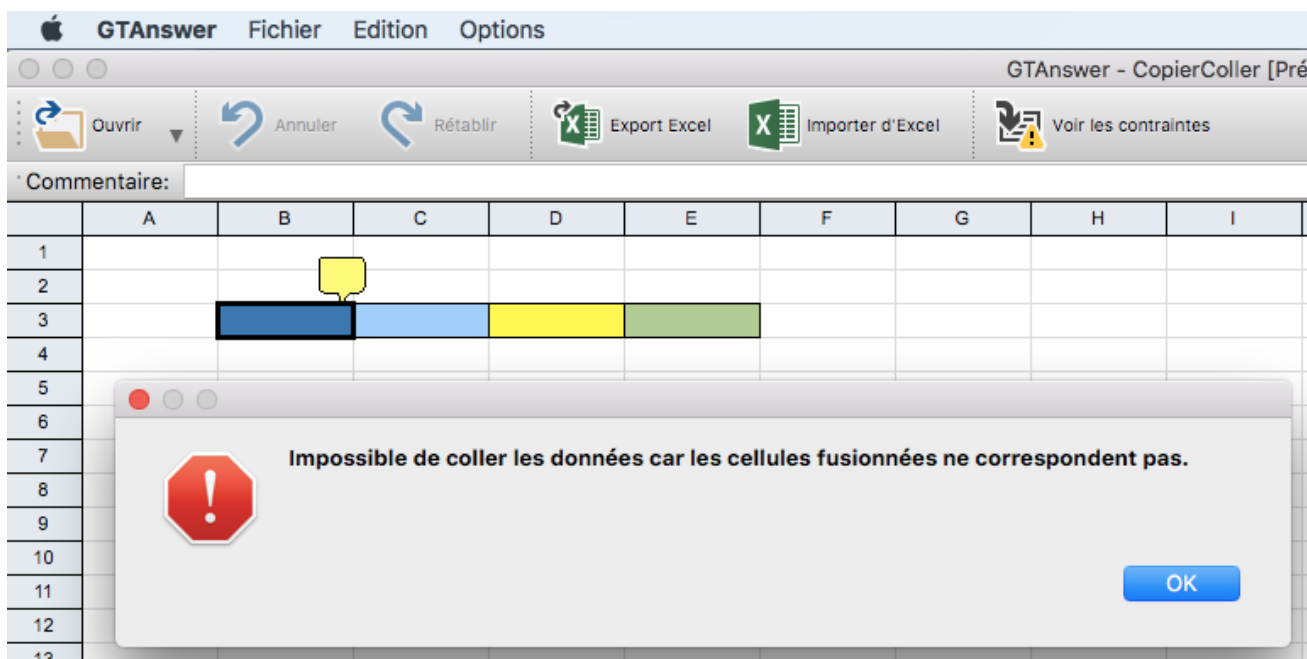 GTAnswer Fichier Edition Options
GTAnswer - CopierColler [Pré
Ouvrir Annuler Rétablir Export Excel Importer d'Excel Voir les contraintes
Commentaire:
A B C D E F G H I
1
2
3
4
5
6
7
8
9
10
11
12
13
Impossible de coller les données car les cellules fusionnées ne correspondent pas.
OK